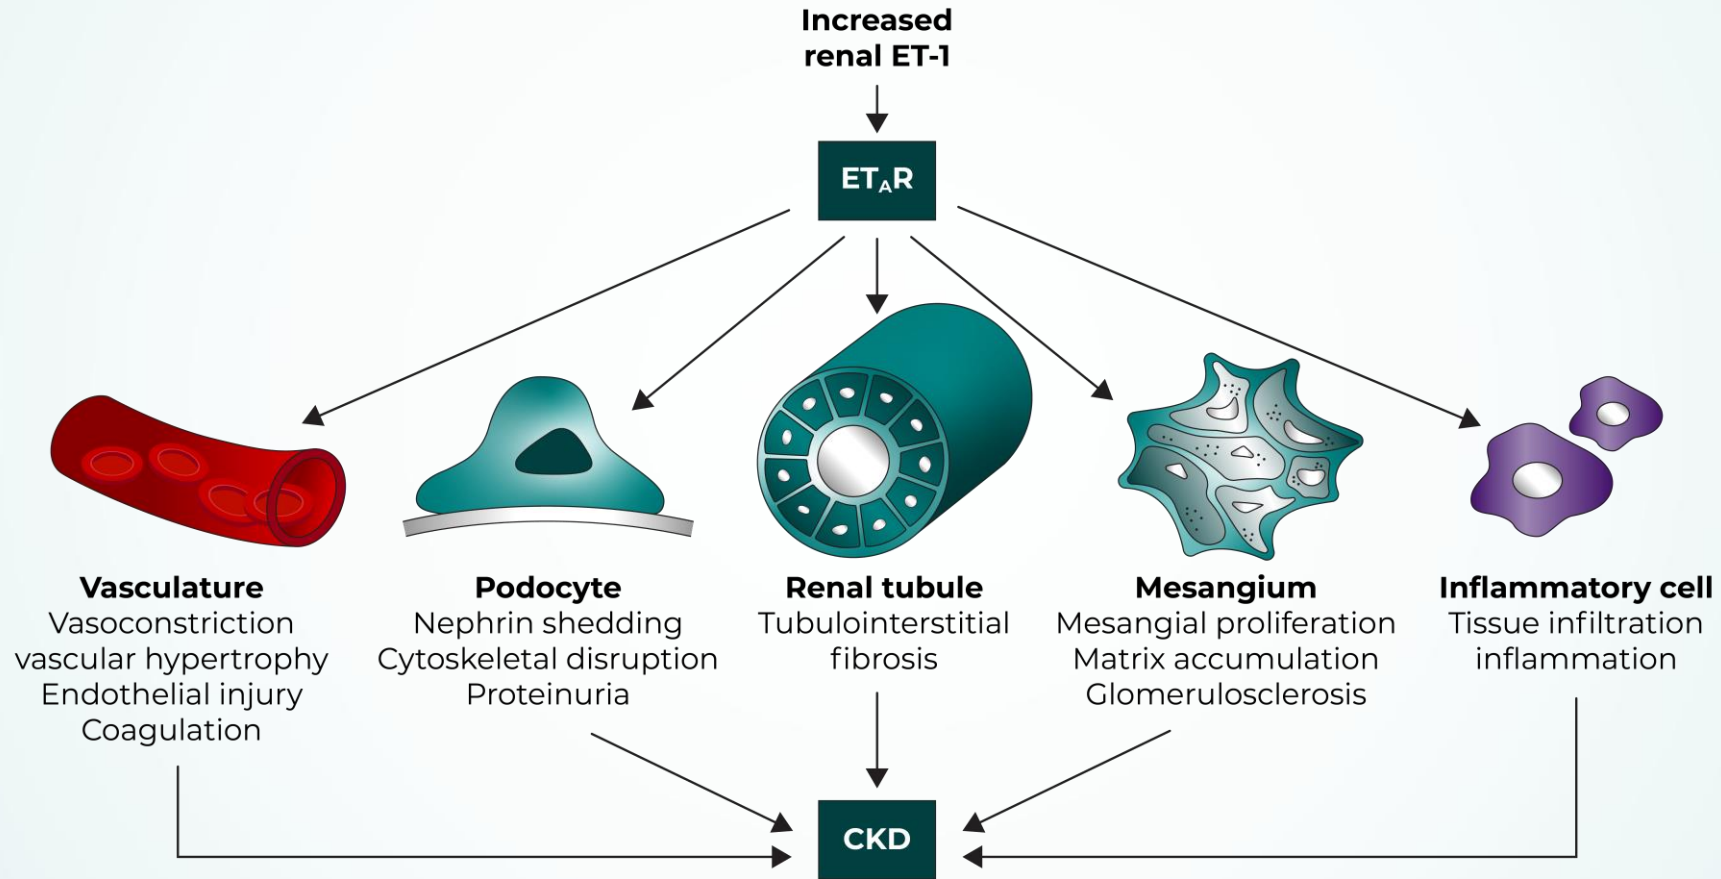 Increased
renal ET-1
ETAR
Vasculature
Vasoconstriction
vascular hypertrophy
Endothelial injury
Coagulation
Podocyte
Nephrin shedding
Cytoskeletal disruption
Proteinuria
Renal tubule
Tubulointerstitial
fibrosis
Mesangium
Mesangial proliferation
Matrix accumulation
Glomerulosclerosis
Inflammatory cell
Tissue infiltration
inflammation
CKD